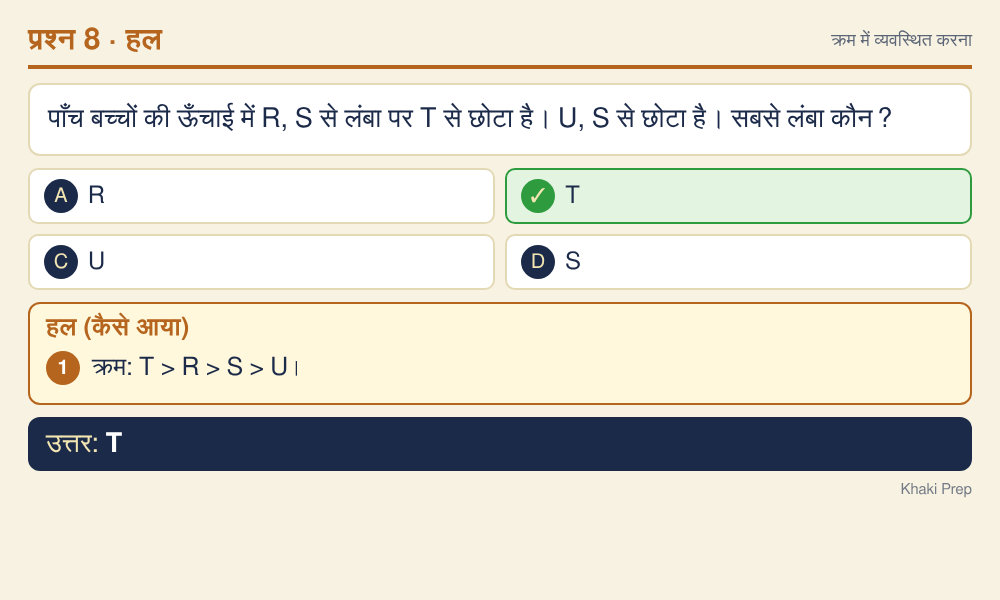 प्रश्न 8 · हल
क्रम में व्यवस्थित करना
पाँच बच्चों की ऊँचाई में R, S से लंबा पर T से छोटा है। U, S से छोटा है। सबसे लंबा कौन?
A R
✓ T
C U
D S
हल (कैसे आया)
1 क्रम: T > R > S > U।
उत्तर: T
Khaki Prep